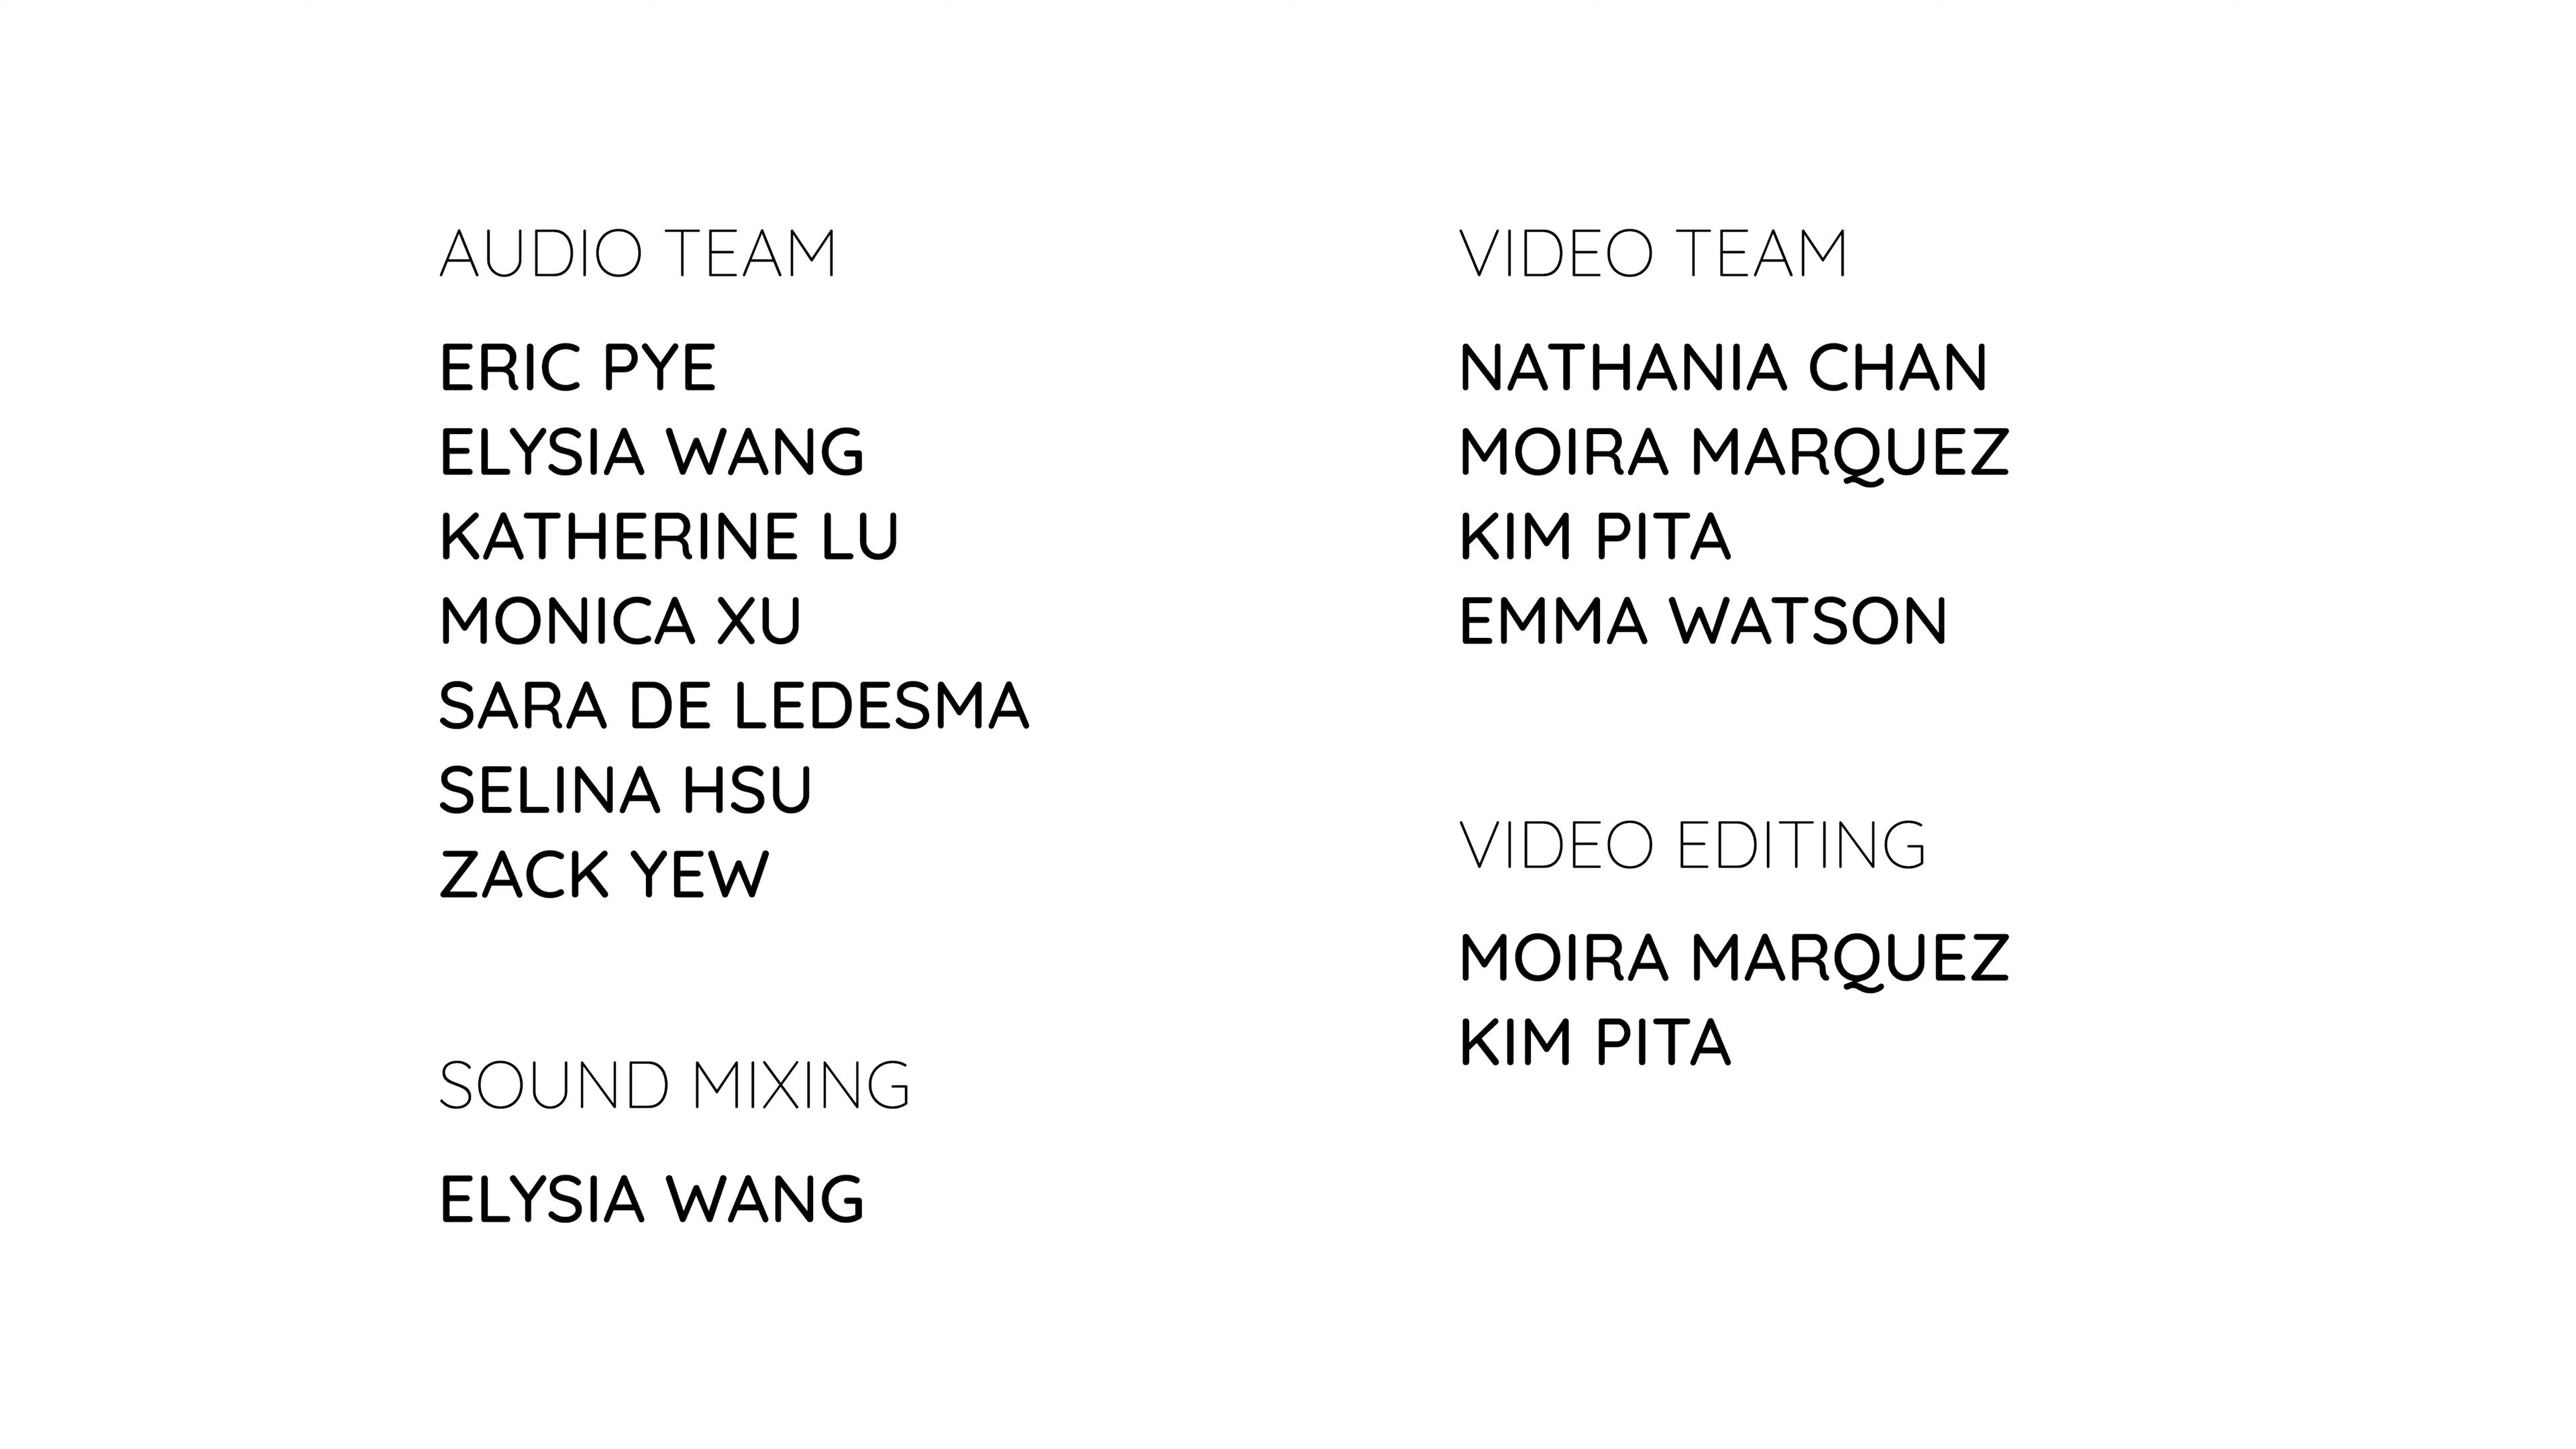 AUDIO TEAM
ERIC PYE
ELYSIA WANG
KATHERINE LU
MONICA XU
SARA DE LEDESMA
SELINA HSU
ZACK YEW
SOUND MIXING
ELYSIA WANG
VIDEO TEAM
NATHANIA CHAN
MOIRA MARQUEZ
KIM PITA
EMMA WATSON
VIDEO EDITING
MOIRA MARQUEZ
KIM PITA